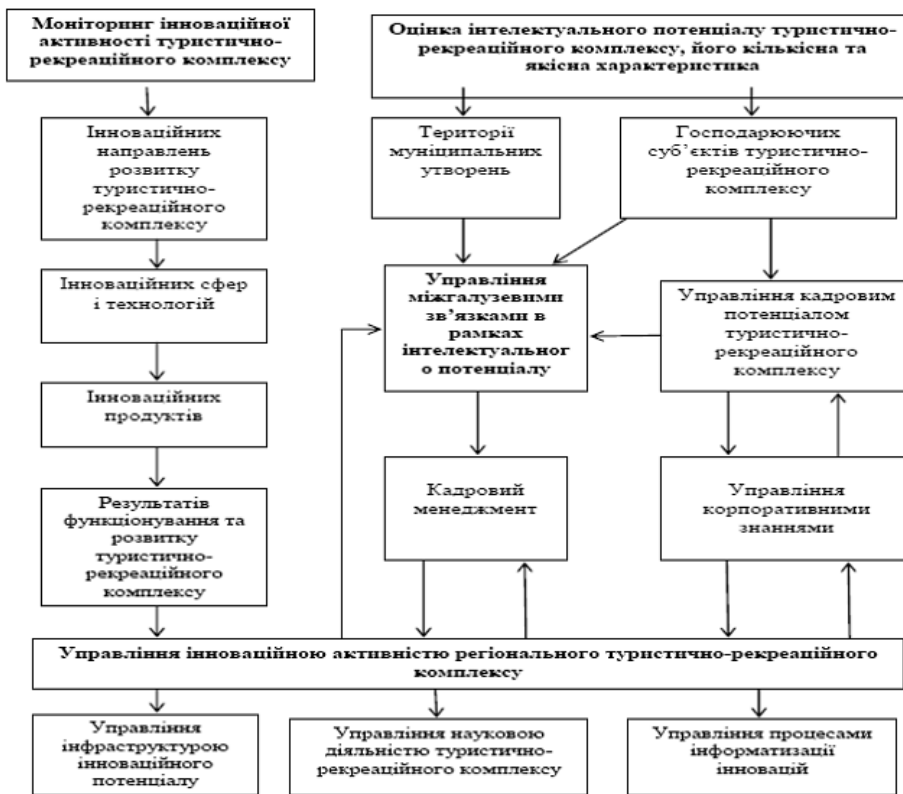 Моніторинг інноваційної
активності туристично-
рекреаційного комплексу
Оцінка інтелектуального потенціалу туристично-
рекреаційного комплексу, його кількісна та
якісна характеристика
Інноваційних
направлень
розвитку
туристично-
рекреаційного
комплексу
Території
муніципальних
утворень
Господарюючих
суб’єктів туристично-
рекреаційного
комплексу
Інноваційних сфер
і технологій
Управління
міжгалузевими
зв’язками в
рамках
інтелектуальног
о потенціалу
Управління кадровим
потенціалом
туристично-
рекреаційного
комплексу
Інноваційних
продуктів
Результатів
функціонування та
розвитку
туристично-
рекреаційного
комплексу
Кадровий
менеджмент
Управління
корпоративними
знаннями
Управління інноваційною активністю регіонального туристично-рекреаційного
комплексу
Управління
інфраструктурою
інноваційного
потенціалу
Управління науковою
діяльністю туристично-
рекреаційного комплексу
Управління процесами
інформатизації
інновацій